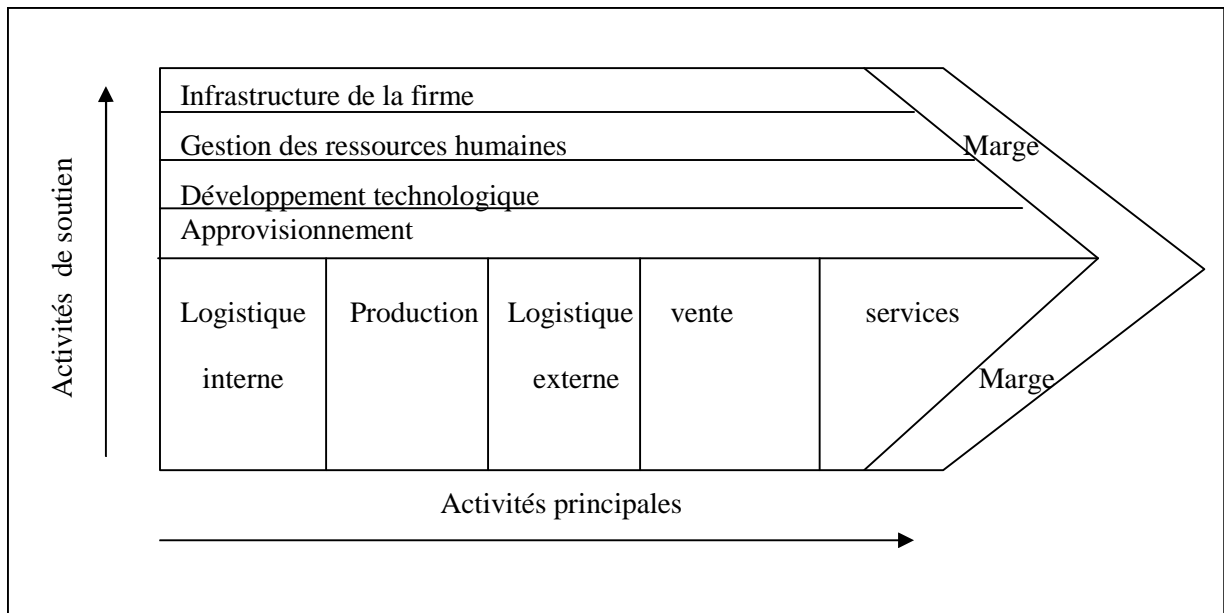 Infrastructure de la firme
Gestion des ressources humaines
Marge
Développement technologique
Approvisionnement
Activités de soutien
Logistique
interne
Production
Logistique
externe
vente
services
Marge
Activités principales